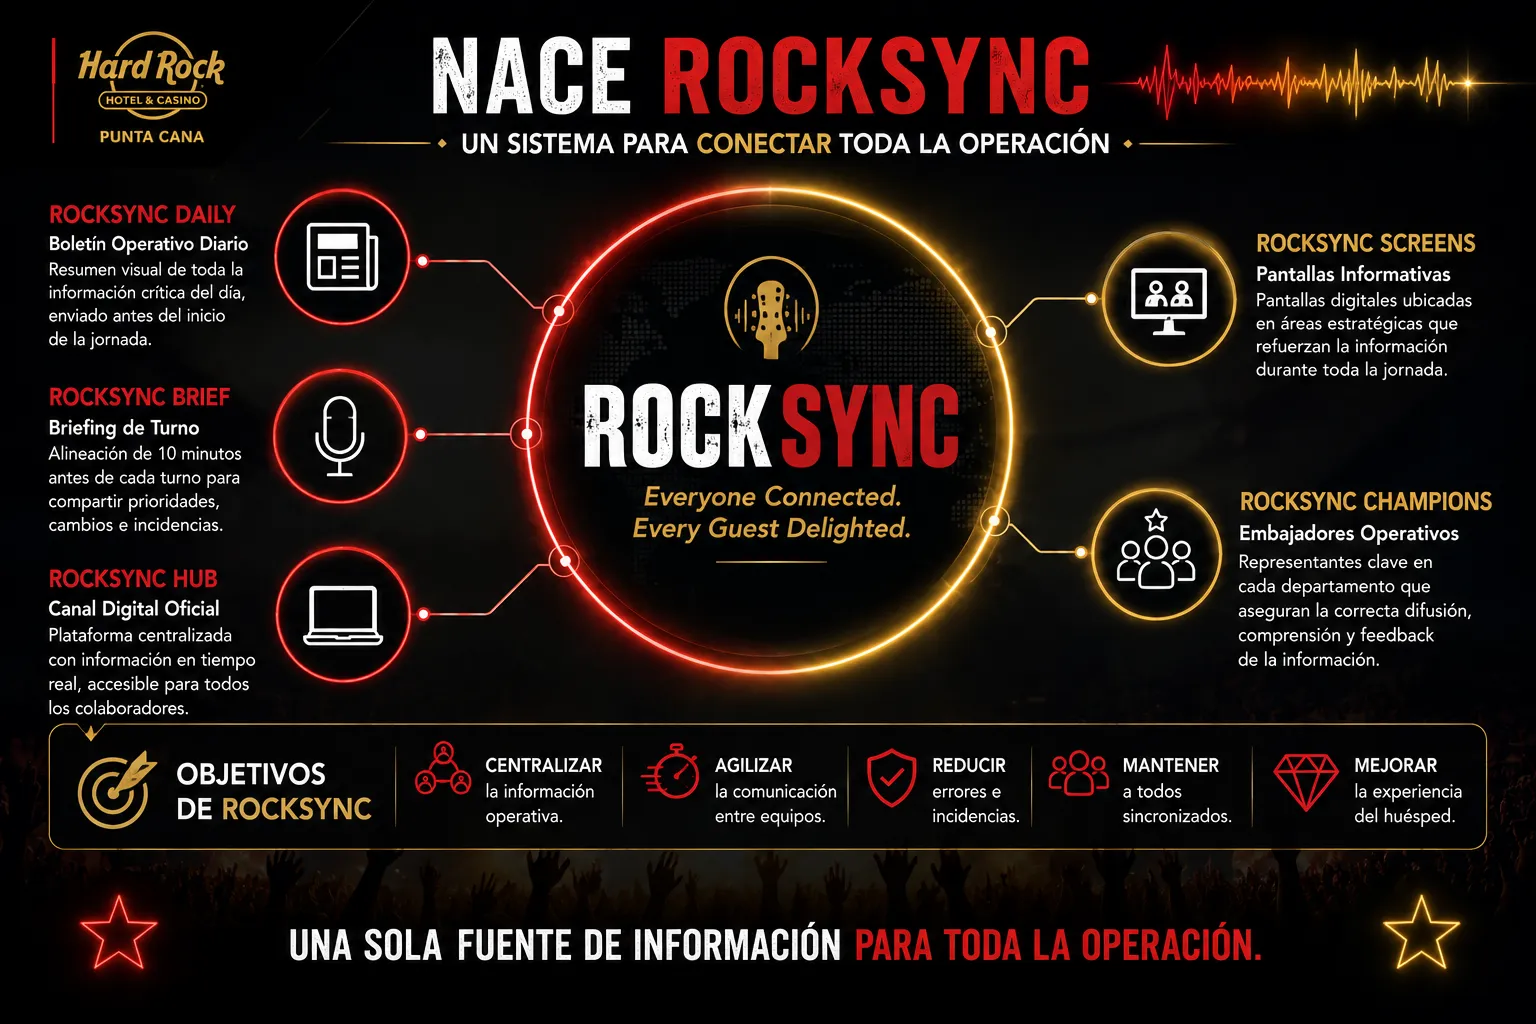 Hard Rock
HOTEL & CASINO
PUNTA CANA
NACE ROCKSYNC
UN SISTEMA PARA CONECTAR TODA LA OPERACIÓN
ROCKSYNC DAILY
Boletín Operativo Diario
Resumen visual de toda la
información crítica del día,
enviado antes del inicio
de la jornada.
ROCKSYNC BRIEF
Briefing de Turno
Alineación de 10 minutos
antes de cada turno para
compartir prioridades,
cambios e incidencias.
ROCKSYNC HUB
Canal Digital Oficial
Plataforma centralizada
con información en tiempo
real, accesible para todos
los colaboradores.
ROCKSYNC
Everyone Connected.
Every Guest Delighted.
ROCKSYNC SCREENS
Pantallas Informativas
Pantallas digitales ubicadas
en áreas estratégicas que
refuerzan la información
durante toda la jornada.
ROCKSYNC CHAMPIONS
Embajadores Operativos
Representantes clave en
cada departamento que
aseguran la correcta difusión,
comprensión y feedback
de la información.
OBJETIVOS
DE ROCKSYNC
CENTRALIZAR
la información
operativa.
AGILIZAR
la comunicación
entre equipos.
REDUCIR
errores e
incidencias.
MANTENER
a todos
sincronizados.
MEJORAR
la experiencia
del huésped.
UNA SOLA FUENTE DE INFORMACIÓN PARA TODA LA OPERACIÓN.